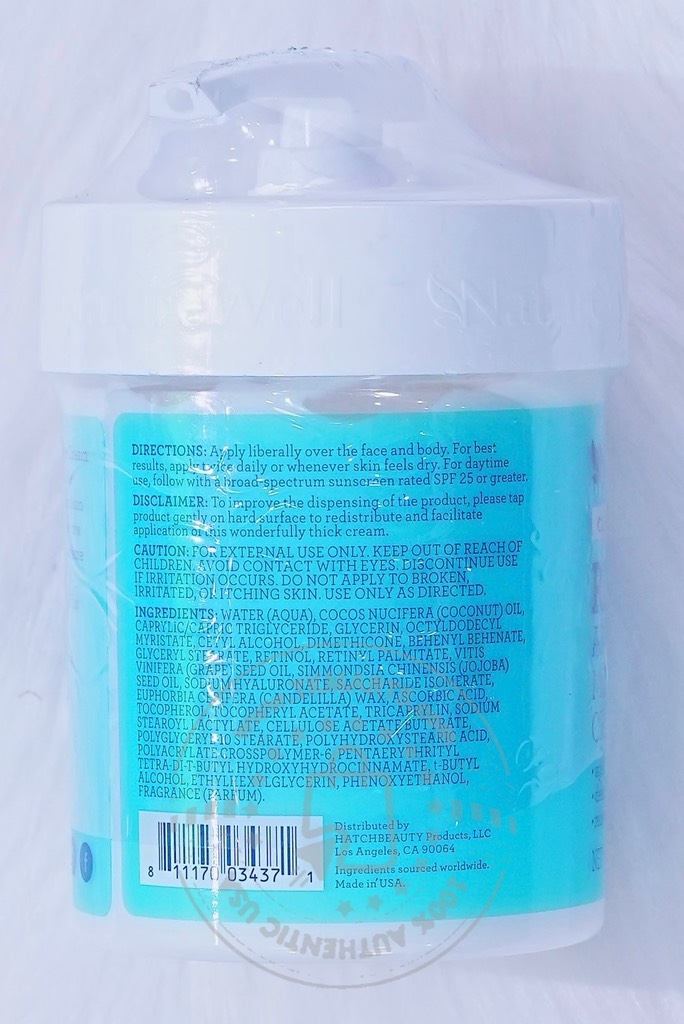 DIRECTIONS: Apply liberally over the face and body. For best
results, apply twice daily or whenever skin feels dry. For daytime
use, follow with a broad-spectrum sunscreen rated SPF 25 or greater.
DISCLAIMER: To improve the dispensing of the product, please tap
product gently on hard surface to redistribute and facilitate
application of this wonderfully thick cream.
CAUTION: FOR EXTERNAL USE ONLY. KEEP OUT OF REACH OF
CHILDREN. AVOID CONTACT WITH EYES. DISCONTINUE USE
IF IRRITATION OCCURS. DO NOT APPLY TO BROKEN,
IRRITATED, OR ITCHING SKIN. USE ONLY AS DIRECTED.
INGREDIENTS: WATER (AQUA), COCOS NUCIFERA (COCONUT) OIL,
CAPRYLIC/CAPRIC TRIGLYCERIDE, GLYCERIN, OCTYLDODECYL
MYRISTATE, CETYL ALCOHOL, DIMETHICONE, BEHENYL BEHENATE,
GLYCERYL STEARATE, RETINOL, RETINYL PALMITATE, VITIS
VINIFERA (GRAPE) SEED OIL, SIMMONDSIA CHINENSIS (JOJOBA)
SEED OIL, SODIUM HYALURONATE, SACCHARIDE ISOMERATE,
EUPHORBIA CERIFERA (CANDELILLA) WAX, ASCORBIC ACID,
TOCOPHEROL, TOCOPHERYL ACETATE, TRICAPRYLIN, SODIUM
STEAROYL LACTYLATE, CELLULOSE ACETATE BUTYRATE,
POLYGLYCERYL-10 STEARATE, POLYHYDROXYSTEARIC ACID,
POLYACRYLATE CROSSPOLYMER-6, PENTAERYTHRITYL
TETRA-DI-T-BUTYL HYDROXYHYDROCINNAMATE, t-BUTYL
ALCOHOL, ETHYLHEXYLGLYCERIN, PHENOXYETHANOL,
FRAGRANCE (PARFUM).
8 11170 03437 1
Distributed by
HATCHBEAUTY Products, LLC
Los Angeles, CA 90064
Ingredients sourced worldwide.
Made in USA.
100% AUTHENTIC US